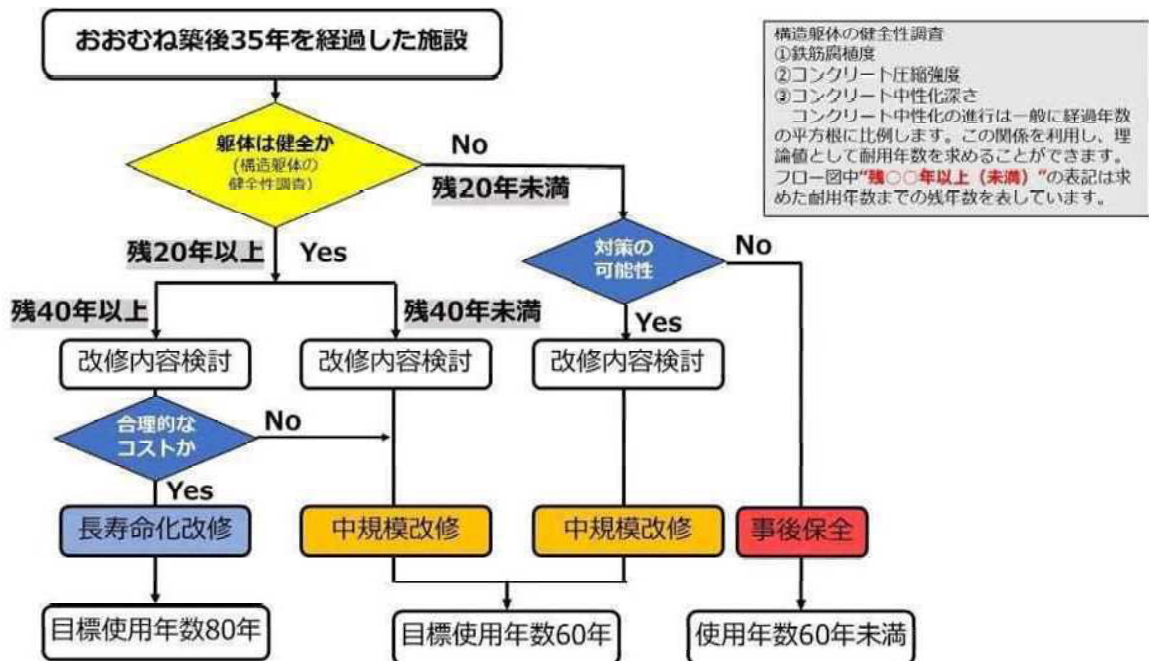 おおむね築後35年を経過した施設
構造躯体の健全性調査
①鉄筋腐植度
②コンクリート圧縮強度
③コンクリート中性化深さ
コンクリート中性化の進行は一般に経過年数
の平方根に比例します。この関係を利用し、理
論値として耐用年数を求めることができます。
フロー図中"残○○年以上（未満）"の表記は求
めた耐用年数までの残年数を表しています。
躯体は健全か
(構造躯体の
健全性調査)
No
残20年未満
残20年以上
Yes
対策の
可能性
No
残40年以上
残40年未満
Yes
改修内容検討
改修内容検討
改修内容検討
合理的な
コストか
No
Yes
長寿命化改修
中規模改修
中規模改修
事後保全
目標使用年数80年
目標使用年数60年
使用年数60年未満